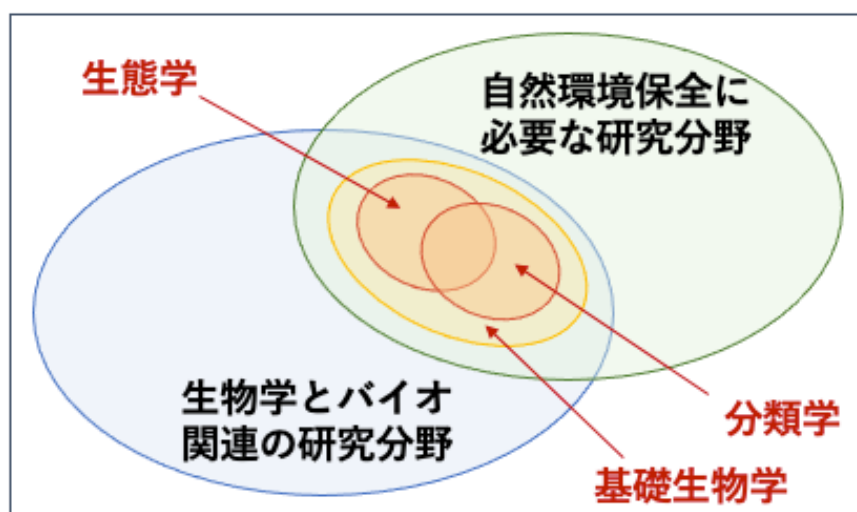 生態学
自然環境保全に
必要な研究分野
生物学とバイオ
関連の研究分野
分類学
基礎生物学